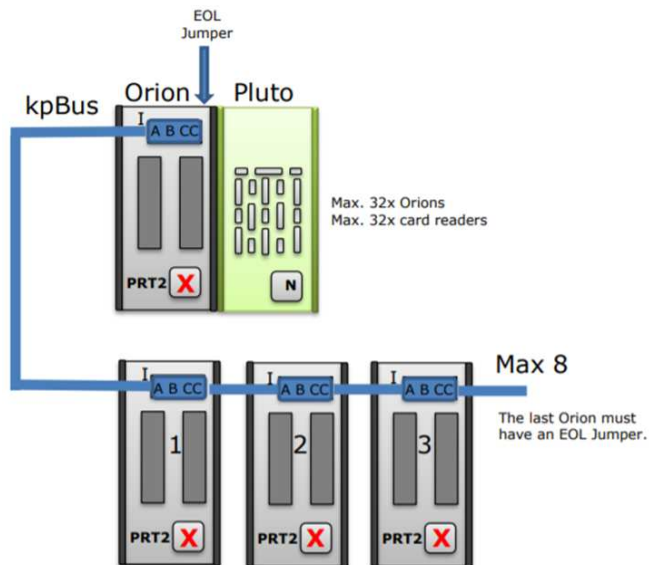 EOL
Jumper
Orion
Pluto
kpBus
I
A B CC
Max. 32x Orions
Max. 32x card readers
PRT2 X
N
I
A B CC
I
A B CC
I
A B CC
Max 8
The last Orion must
have an EOL Jumper.
1
2
3
PRT2 X
PRT2 X
PRT2 X